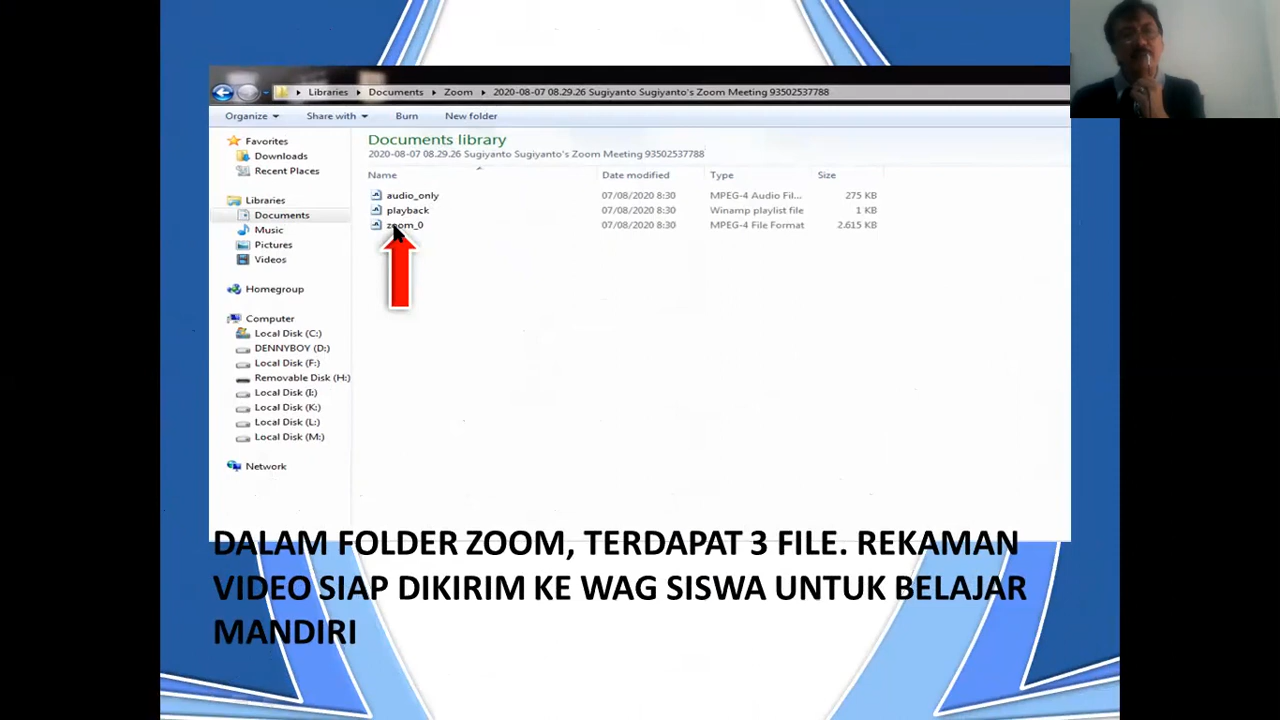 Libraries Documents Zoom 2020-08-07 08.29.26 Sugiyanto Sugiyanto's Zoom Meeting 93502537788
Organize Share with Burn New folder
Favorites
Downloads
Recent Places
Libraries
Documents
Music
Pictures
Videos
Homegroup
Computer
Local Disk (C:)
DENNYBOY (D:)
Local Disk (F:)
Removable Disk (H:)
Local Disk (I:)
Local Disk (K:)
Local Disk (L:)
Local Disk (M:)
Network
Documents library
2020-08-07 08.29.26 Sugiyanto Sugiyanto's Zoom Meeting 93502537788
Name Date modified Type Size
audio_only 07/08/2020 8:30 MPEG-4 Audio Fil... 275 KB
playback 07/08/2020 8:30 Winamp playlist file 1 KB
zoom_0 07/08/2020 8:30 MPEG-4 File Format 2.615 KB
DALAM FOLDER ZOOM, TERDAPAT 3 FILE. REKAMAN
VIDEO SIAP DIKIRIM KE WAG SISWA UNTUK BELAJAR
MANDIRI